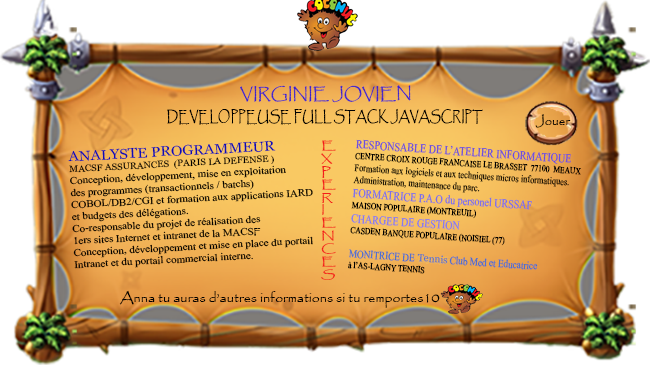 COCONUT
VIRGINIE JOVIEN
DEVELOPPEUSE FULL STACK JAVASCRIPT
Jouer
ANALYSTE PROGRAMMEUR
MACSF ASSURANCES (PARIS LA DEFENSE)
Conception, développement, mise en exploitation
des programmes (transactionels / batchs)
COBOL/DB2/CGI et formation aux applications IARD
et budgets des délégations.
Co-responsable du projet de réalisation des
1ers sites Internet et intranet de la MACSF
Conception, développement et mise en place du portail
Intranet et du portail commercial interne.
EXPERIENCES
RESPONSABLE DE L'ATELIER INFORMATIQUE
CENTRE CROIX ROUGE FRANCAISE LE BRASSET 77100 MEAUX
Formation aux logiciels et aux techniques micros informatiques.
Administration, maintenance du parc.
FORMATRICE P.A.O du personel URSSAF
MAISON POPULAIRE (MONTREUIL)
CHARGEE DE GESTION
CASDEN BANQUE POPULAIRE (NOISIEL (77)
MONITRICE DE Tennis Club Med et Educatrice
à l'AS-LAGNY TENNIS
Anna tu auras d'autres informations si tu remportes 10